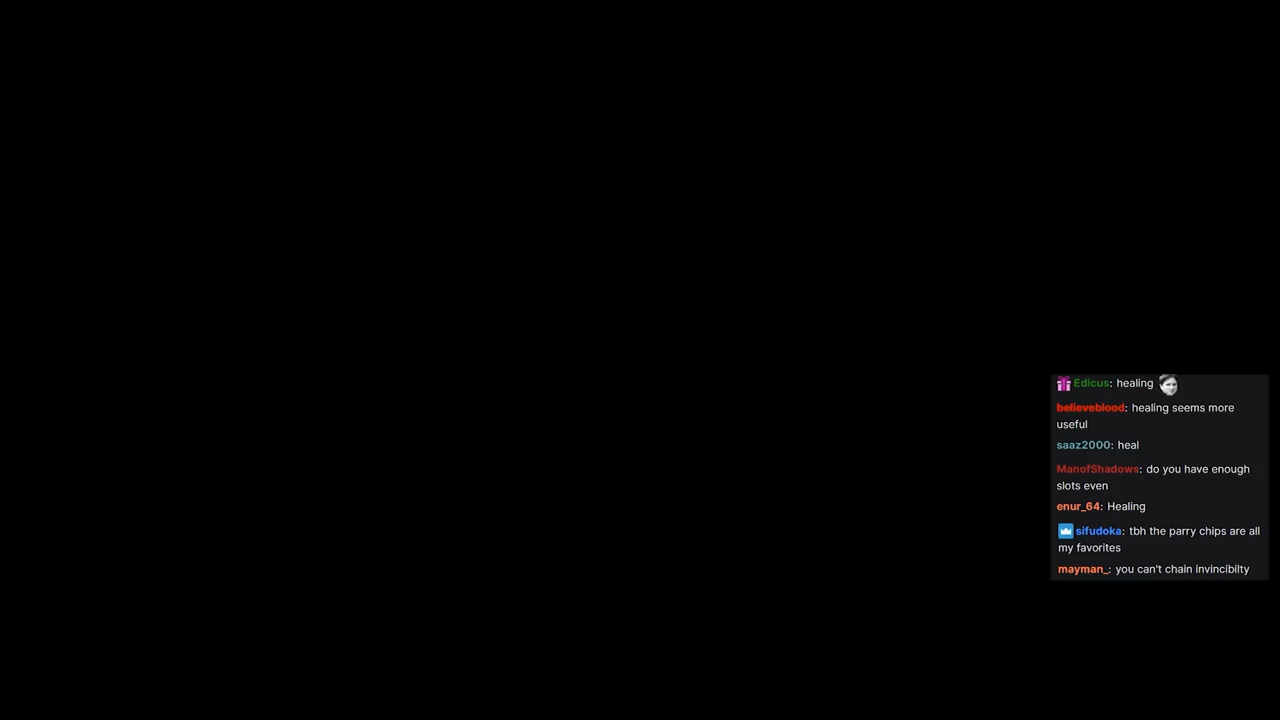 Edicus: healing
believeblood: healing seems more
useful
saaz2000: heal
ManofShadows: do you have enough
slots even
enur_64: Healing
sifudoka: tbh the parry chips are all
my favorites
mayman_: you can't chain invincibilty